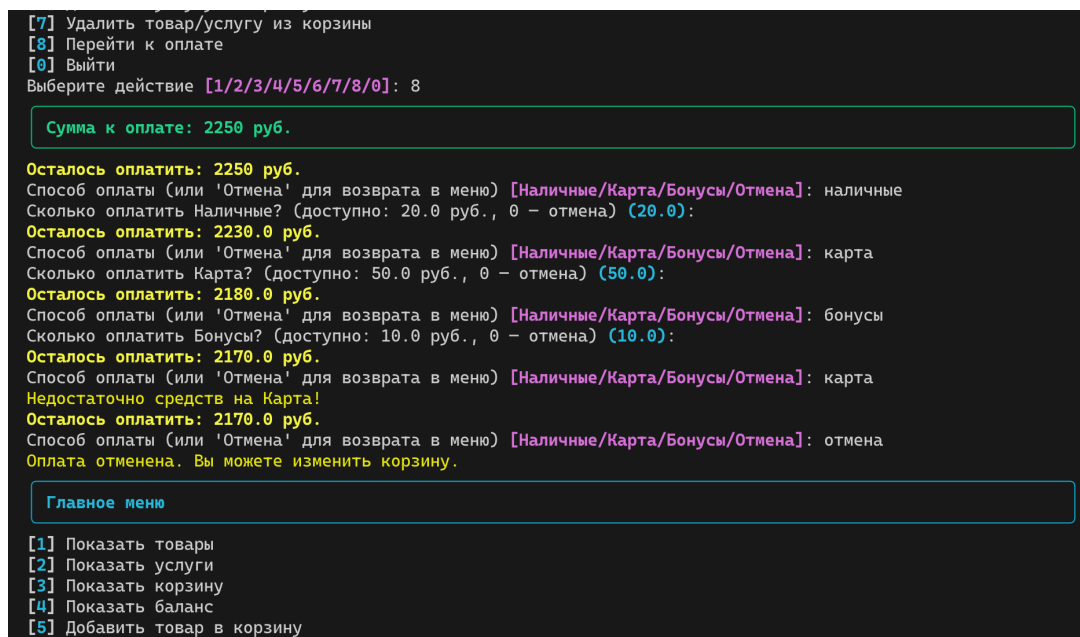 [7] Удалить товар/услугу из корзины
[8] Перейти к оплате
[0] Выйти
Выберите действие [1/2/3/4/5/6/7/8/0]: 8
Сумма к оплате: 2250 руб.
Осталось оплатить: 2250 руб.
Способ оплаты (или 'Отмена' для возврата в меню) [Наличные/Карта/Бонусы/Отмена]: наличные
Сколько оплатить Наличные? (доступно: 20.0 руб., 0 — отмена) (20.0):
Осталось оплатить: 2230.0 руб.
Способ оплаты (или 'Отмена' для возврата в меню) [Наличные/Карта/Бонусы/Отмена]: карта
Сколько оплатить Карта? (доступно: 50.0 руб., 0 — отмена) (50.0):
Осталось оплатить: 2180.0 руб.
Способ оплаты (или 'Отмена' для возврата в меню) [Наличные/Карта/Бонусы/Отмена]: бонусы
Сколько оплатить Бонусы? (доступно: 10.0 руб., 0 — отмена) (10.0):
Осталось оплатить: 2170.0 руб.
Способ оплаты (или 'Отмена' для возврата в меню) [Наличные/Карта/Бонусы/Отмена]: карта
Недостаточно средств на Карта!
Осталось оплатить: 2170.0 руб.
Способ оплаты (или 'Отмена' для возврата в меню) [Наличные/Карта/Бонусы/Отмена]: отмена
Оплата отменена. Вы можете изменить корзину.
Главное меню
[1] Показать товары
[2] Показать услуги
[3] Показать корзину
[4] Показать баланс
[5] Добавить товар в корзину